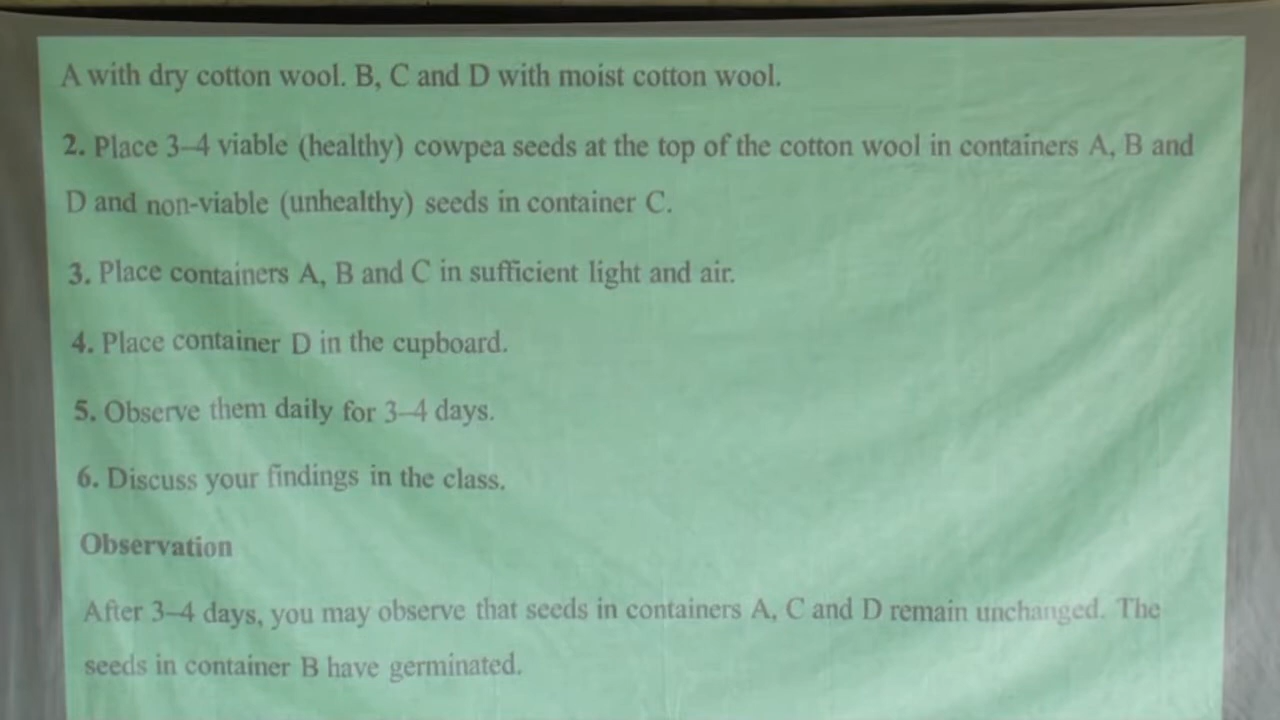 A with dry cotton wool. B, C and D with moist cotton wool.
2. Place 3–4 viable (healthy) cowpea seeds at the top of the cotton wool in containers A, B and
D and non-viable (unhealthy) seeds in container C.
3. Place containers A, B and C in sufficient light and air.
4. Place container D in the cupboard.
5. Observe them daily for 3–4 days.
6. Discuss your findings in the class.
Observation
After 3–4 days, you may observe that seeds in containers A, C and D remain unchanged. The
seeds in container B have germinated.